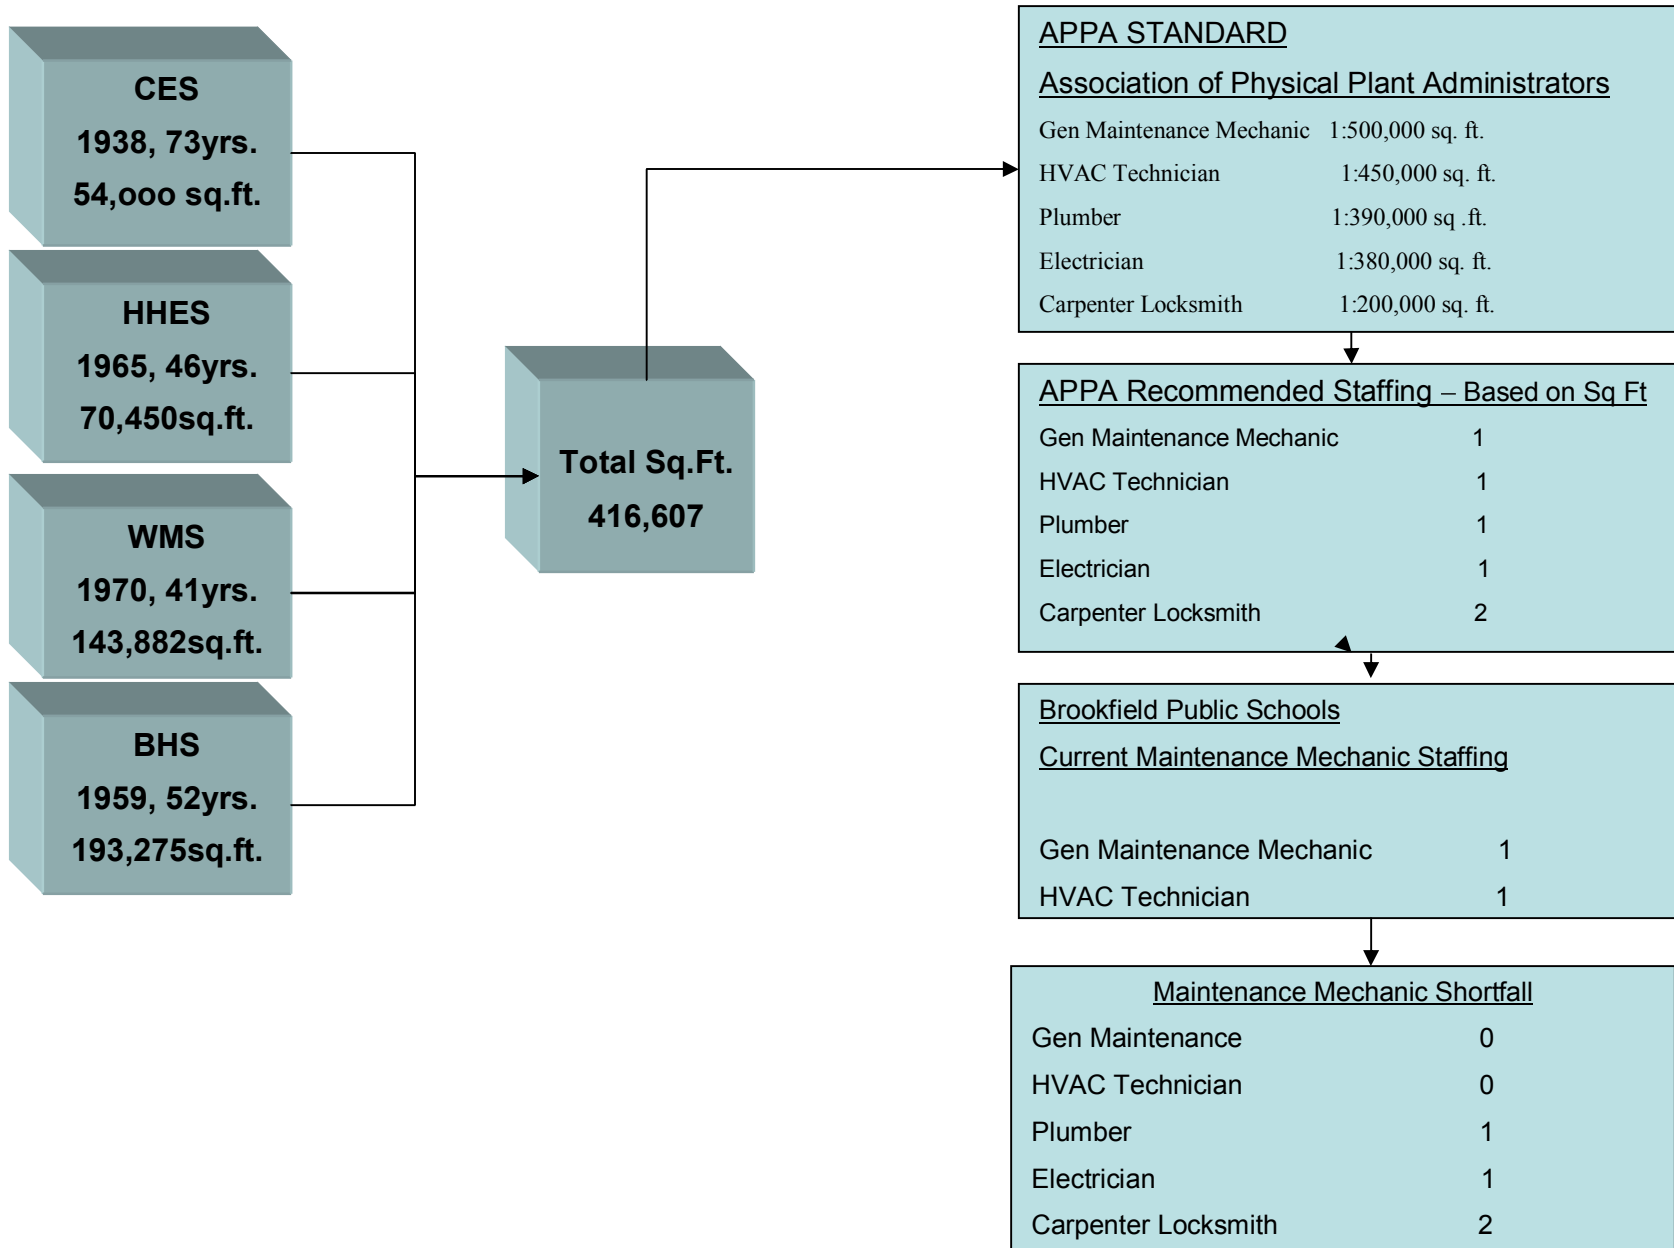 CES
1938, 73yrs.
54,ooo sq.ft.
HHES
1965, 46yrs.
70,450sq.ft.
WMS
1970, 41yrs.
143,882sq.ft.
BHS
1959, 52yrs.
193,275sq.ft.
Total Sq.Ft.
416,607
APPA STANDARD
Association of Physical Plant Administrators
Gen Maintenance Mechanic 1:500,000 sq. ft.
HVAC Technician 1:450,000 sq. ft.
Plumber 1:390,000 sq .ft.
Electrician 1:380,000 sq. ft.
Carpenter Locksmith 1:200,000 sq. ft.
APPA Recommended Staffing – Based on Sq Ft
Gen Maintenance Mechanic 1
HVAC Technician 1
Plumber 1
Electrician 1
Carpenter Locksmith 2
Brookfield Public Schools
Current Maintenance Mechanic Staffing
Gen Maintenance Mechanic 1
HVAC Technician 1
Maintenance Mechanic Shortfall
Gen Maintenance 0
HVAC Technician 0
Plumber 1
Electrician 1
Carpenter Locksmith 2